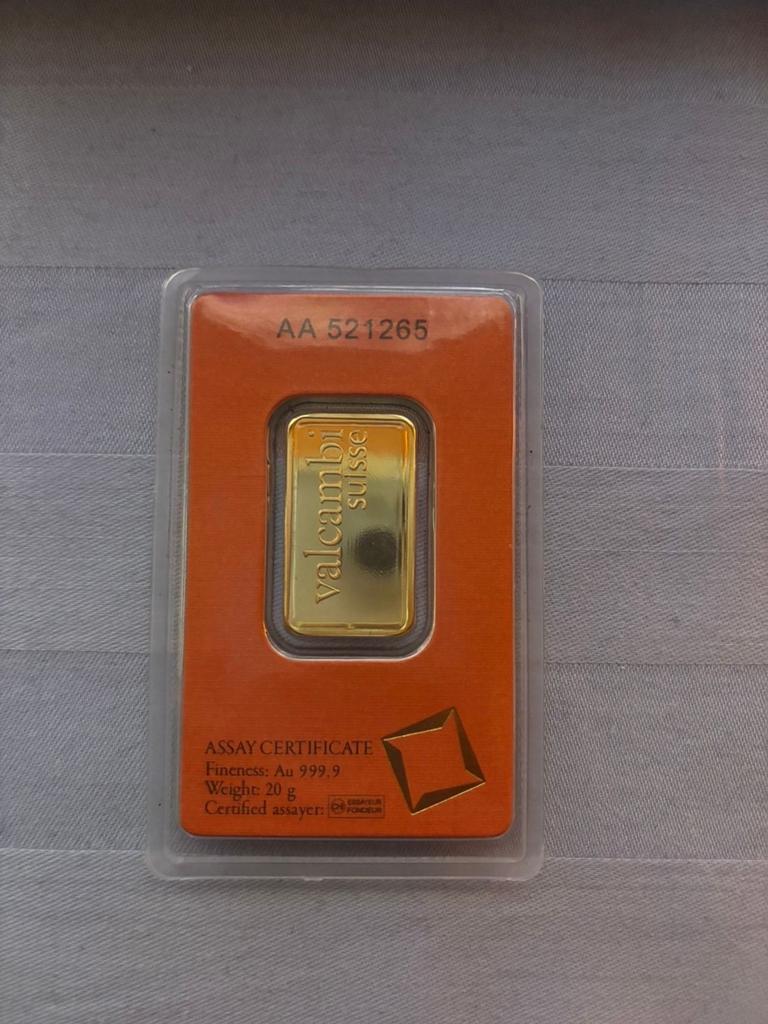 AA 521265
valcambi
suisse
ASSAY CERTIFICATE
Fineness: Au 999.9
Weight: 20 g
Certified assayer:
ESSAYEUR
FONDEUR